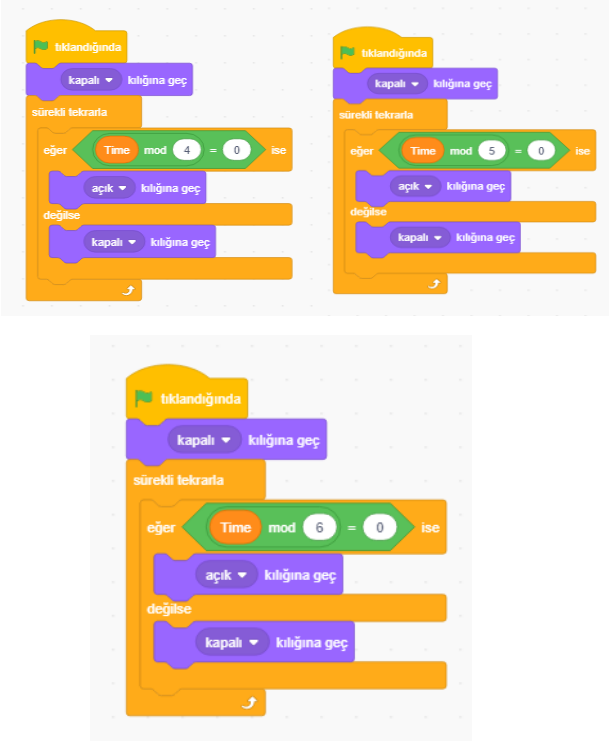 tıklandığında
kapalı kılığına geç
sürekli tekrarla
eğer Time mod 4 = 0 ise
açık kılığına geç
değilse
kapalı kılığına geç
tıklandığında
kapalı kılığına geç
sürekli tekrarla
eğer Time mod 5 = 0 ise
açık kılığına geç
değilse
kapalı kılığına geç
tıklandığında
kapalı kılığına geç
sürekli tekrarla
eğer Time mod 6 = 0 ise
açık kılığına geç
değilse
kapalı kılığına geç